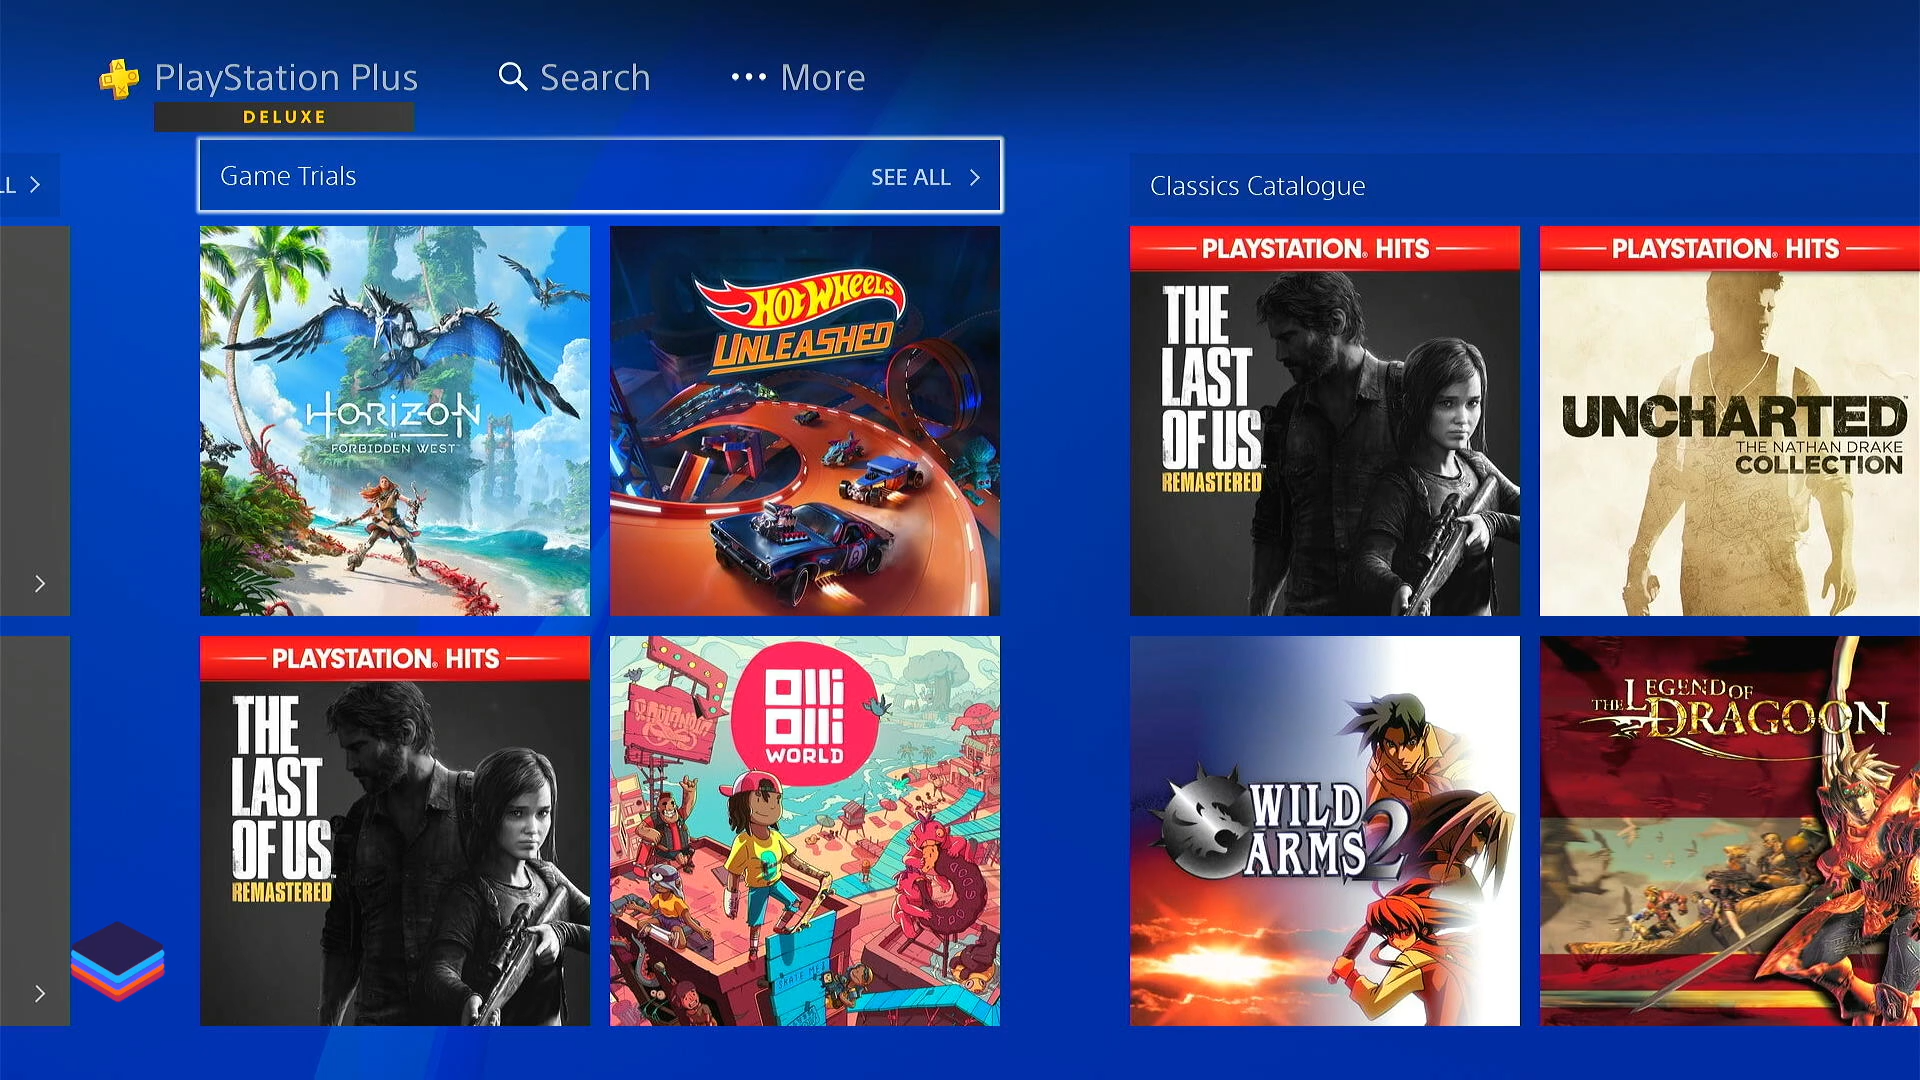 PlayStation Plus
DELUXE
Search
More
Game Trials
SEE ALL
Classics Catalogue
HORIZON
FORBIDDEN WEST
HOT WHEELS
UNLEASHED
PLAYSTATION HITS
THE
LAST
OF US
REMASTERED
PLAYSTATION HITS
UNCHARTED
THE NATHAN DRAKE
COLLECTION
PLAYSTATION HITS
THE
LAST
OF US
REMASTERED
OlliOlli
WORLD
SKATE ME!
WILD
ARMS 2
THE LEGEND OF
DRAGOON